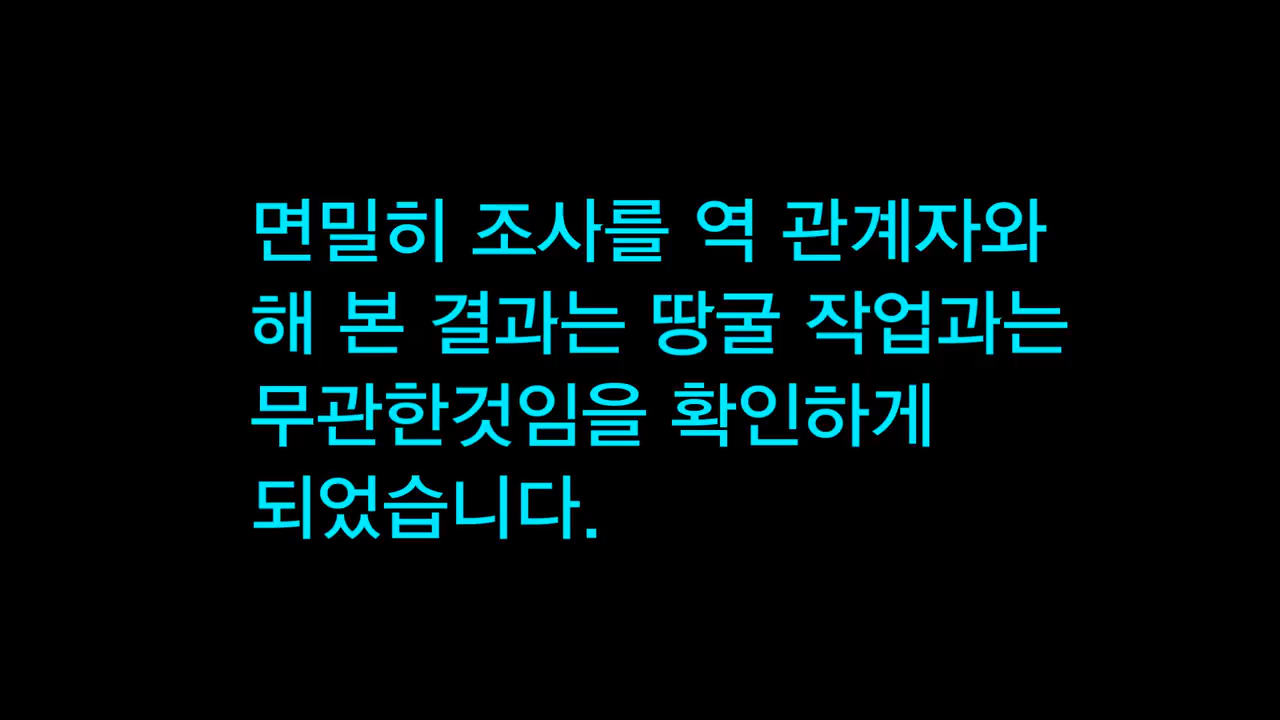 면밀히 조사를 역 관계자와
해 본 결과는 땅굴 작업과는
무관한것임을 확인하게
되었습니다.